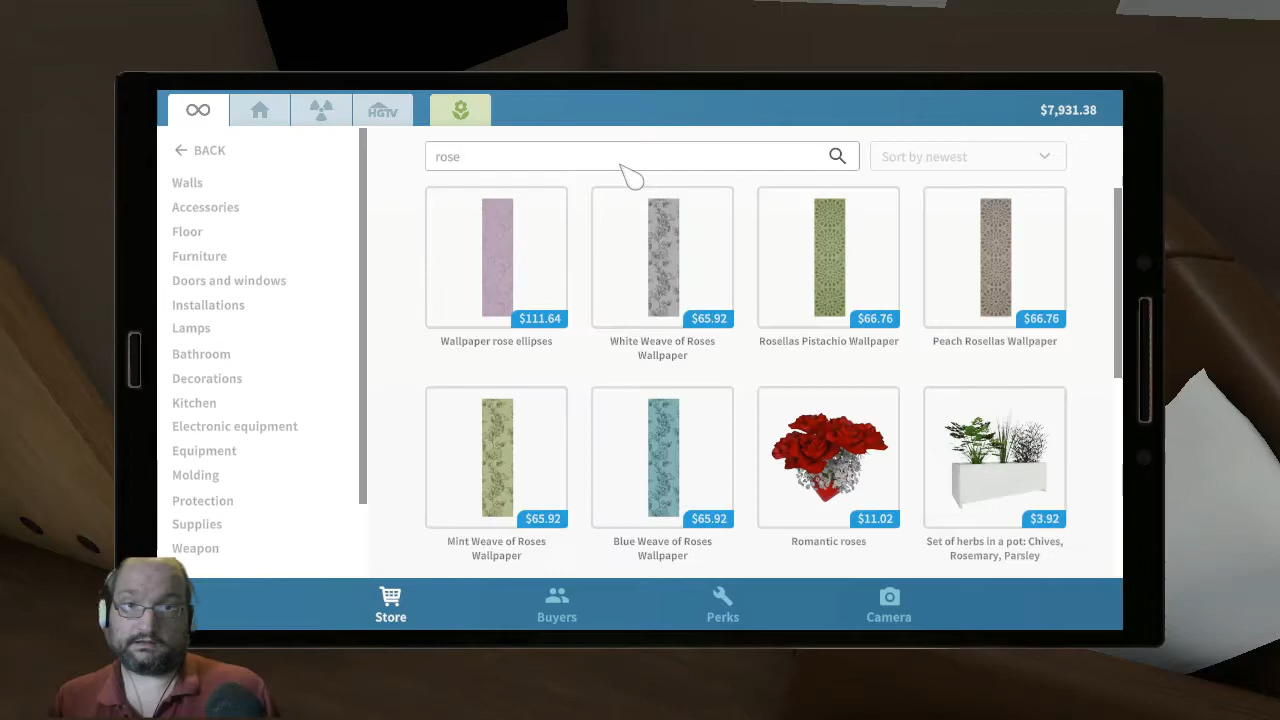 HGTV
$7,931.38
BACK
rose
Sort by newest
Walls
Accessories
Floor
Furniture
Doors and windows
Installations
Lamps
Bathroom
Decorations
Kitchen
Electronic equipment
Equipment
Molding
Protection
Supplies
Weapon
$111.64
$65.92
$66.76
$66.76
Wallpaper rose ellipses
White Weave of Roses
Wallpaper
Rosellas Pistachio Wallpaper
Peach Rosellas Wallpaper
$65.92
$65.92
$11.02
$3.92
Mint Weave of Roses
Wallpaper
Blue Weave of Roses
Wallpaper
Romantic roses
Set of herbs in a pot: Chives,
Rosemary, Parsley
Store
Buyers
Perks
Camera